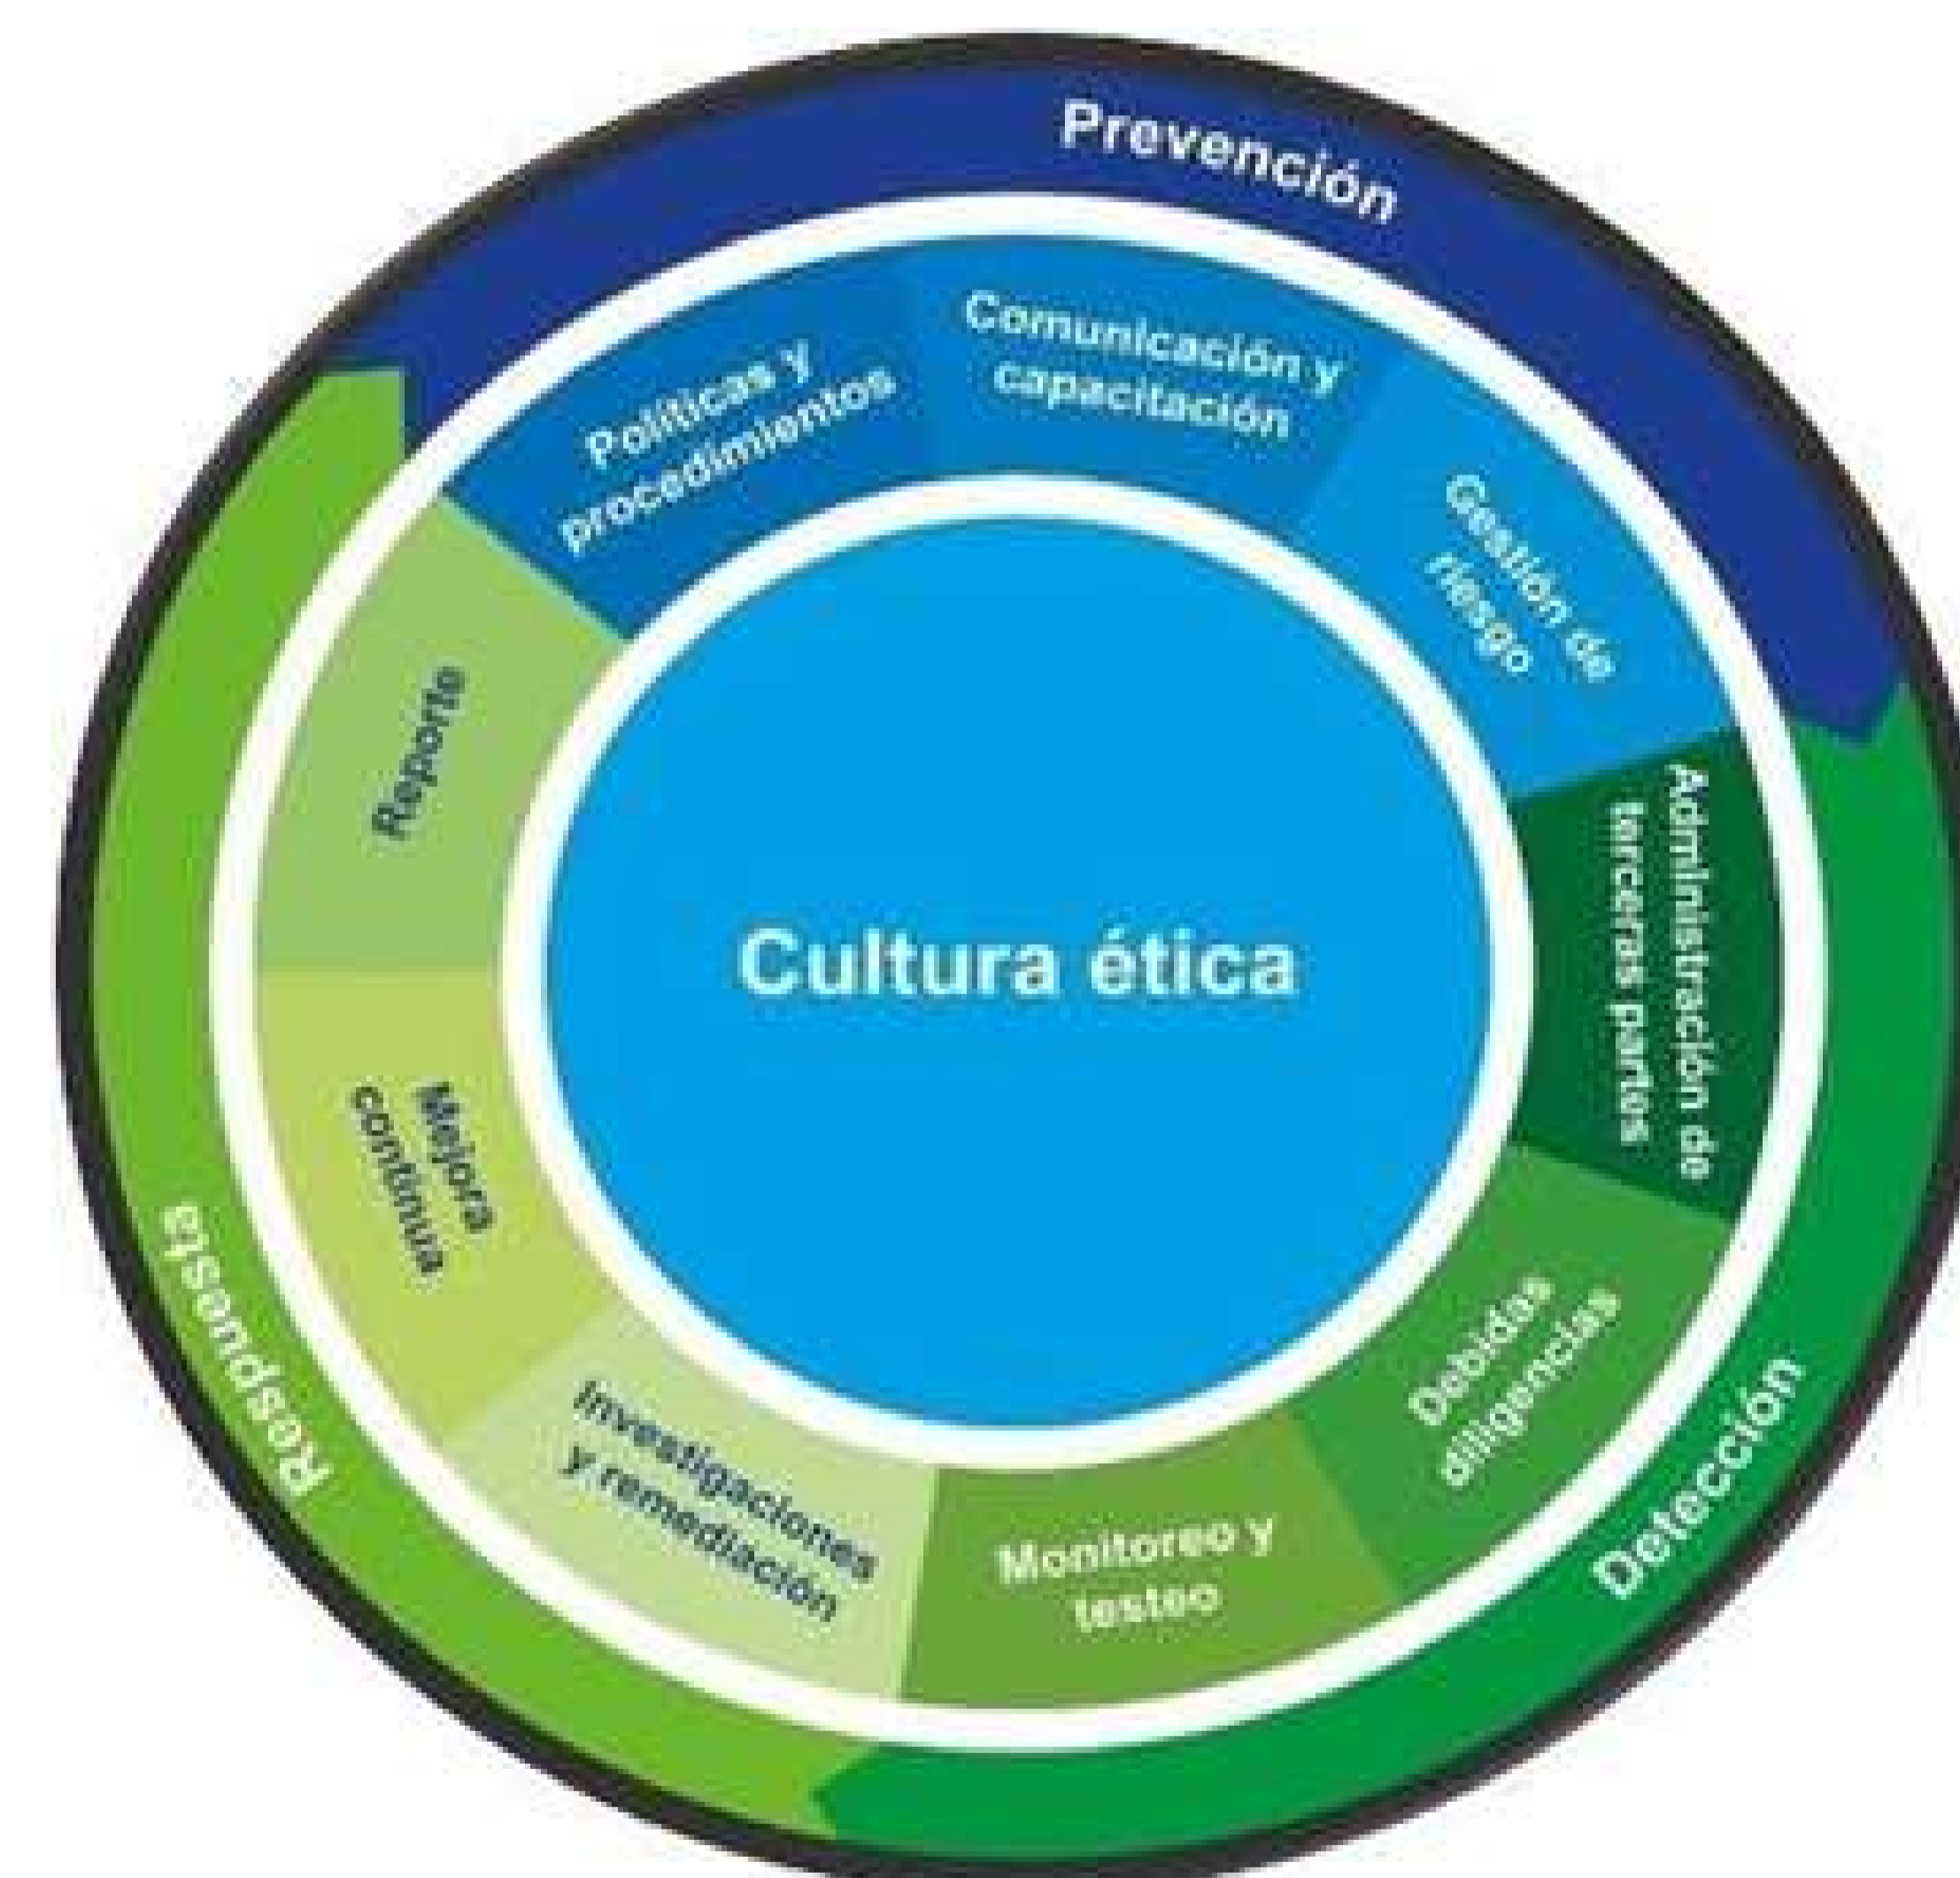 Prevención
Comunicación y
capacitación
Gestión de
riesgo
Administración de
terceras partes
Debidas
diligencias
Detección
Monitoreo y
testeo
Investigaciones
y remediación
Mejora
continua
Respuesta
Reporte
Políticas y
procedimientos
Cultura ética